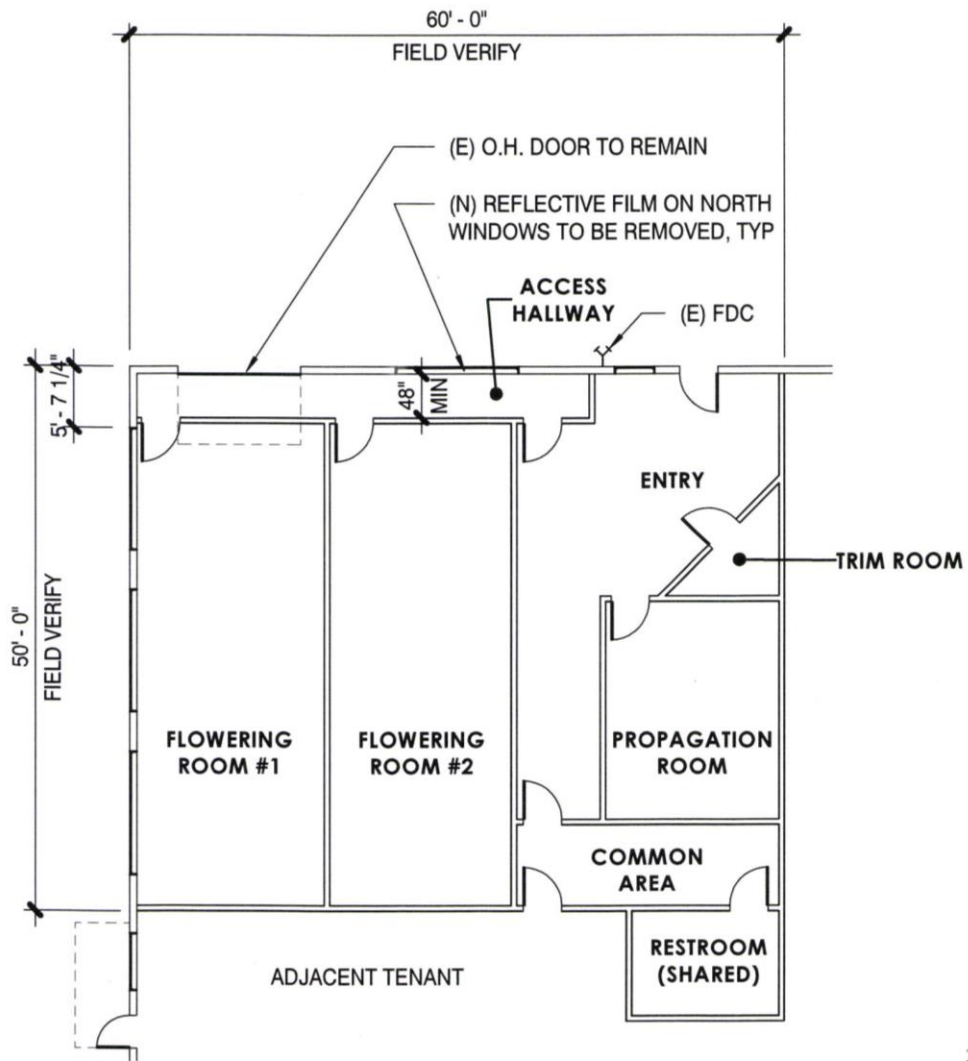 60' - 0"
FIELD VERIFY
(E) O.H. DOOR TO REMAIN
(N) REFLECTIVE FILM ON NORTH
WINDOWS TO BE REMOVED, TYP
ACCESS
HALLWAY
(E) FDC
5' - 7 1/4"
48"
MIN
ENTRY
TRIM ROOM
50' - 0"
FIELD VERIFY
FLOWERING
ROOM #1
FLOWERING
ROOM #2
PROPAGATION
ROOM
COMMON
AREA
RESTROOM
(SHARED)
ADJACENT TENANT